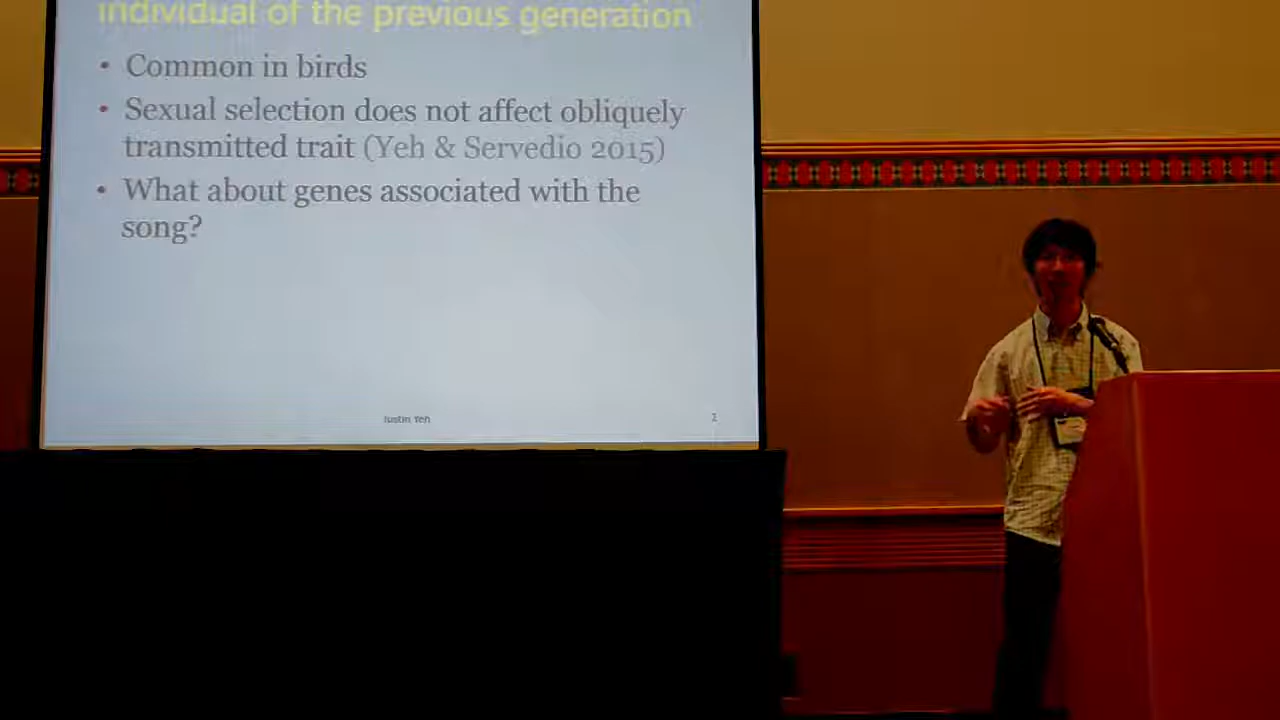 individual of the previous generation
• Common in birds
• Sexual selection does not affect obliquely
transmitted trait (Yeh & Servedio 2015)
• What about genes associated with the
song?
Justin Yeh
2